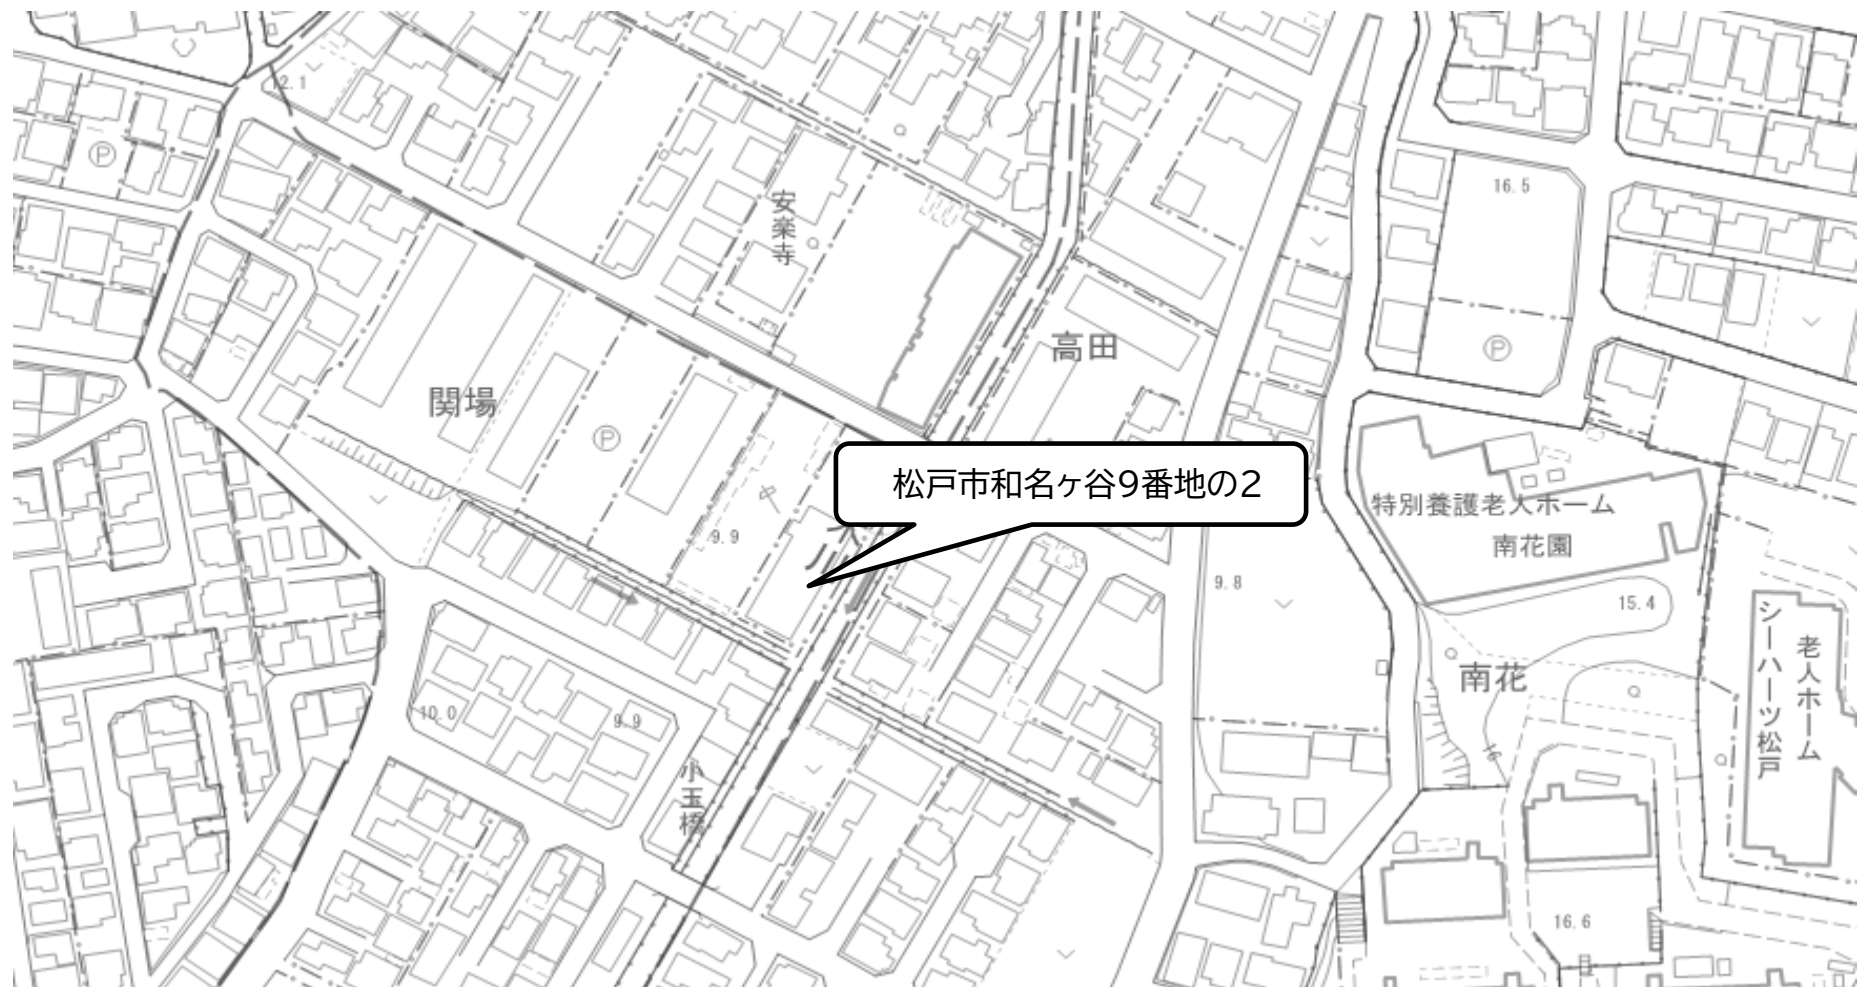 12.1
Ⓟ
安楽寺
16.5
高田
Ⓟ
関場
Ⓟ
松戸市和名ヶ谷9番地の2
特別養護老人ホーム
南花園
9.9
9.8
15.4
老人ホーム
シーハーツ松戸
南花
10.0
9.9
小玉橋
16
16.6